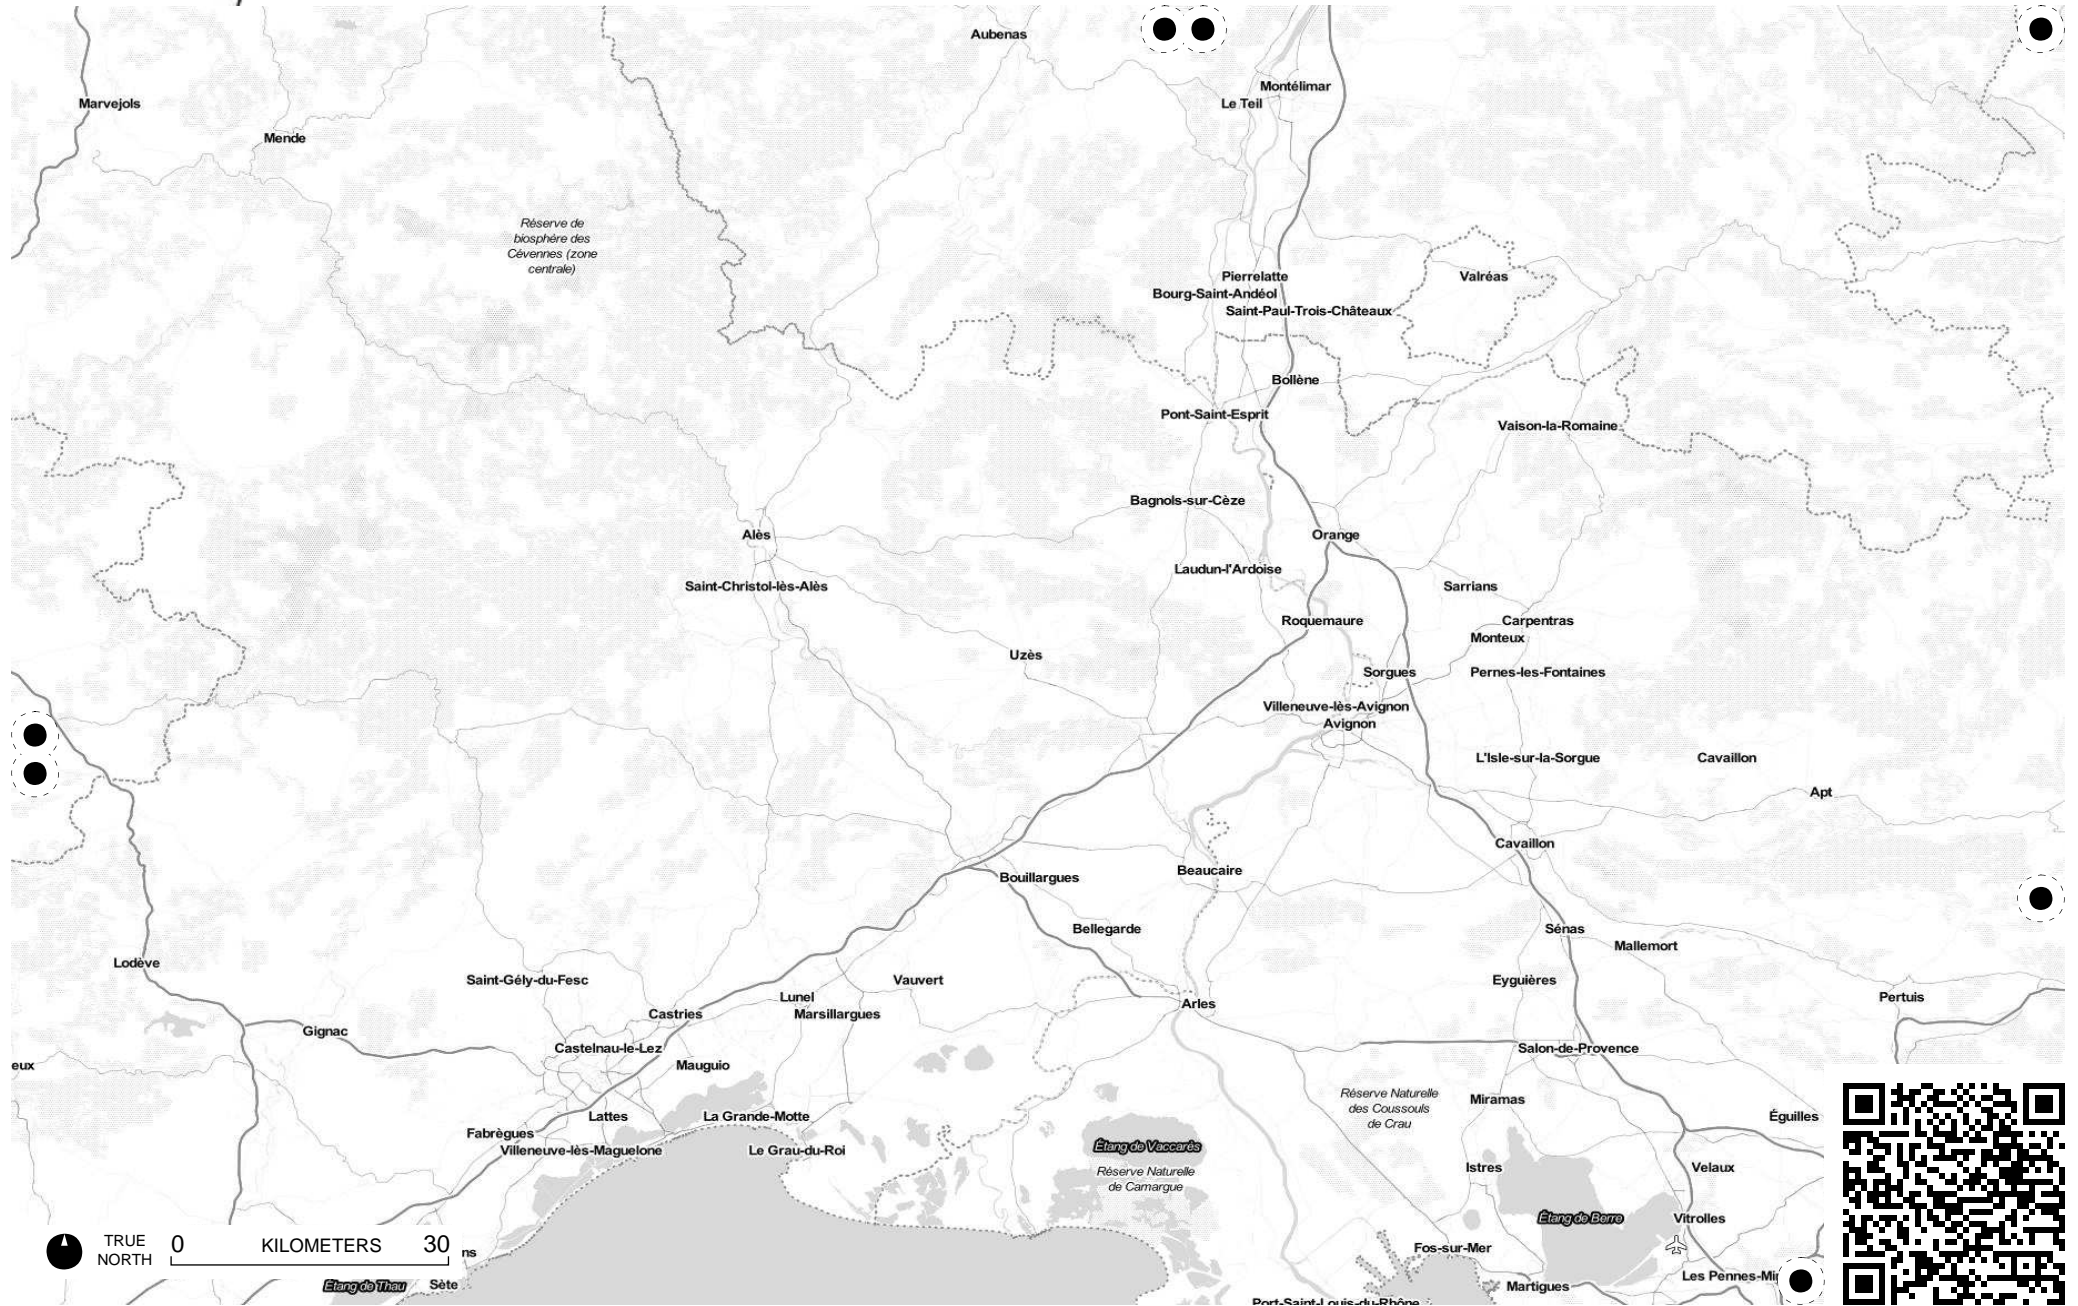 Aubenas
Montélimar
Le Teil
Marvejols
Mende
Réserve de
biosphère des
Cévennes (zone
centrale)
Pierrelatte
Valréas
Bourg-Saint-Andéol
Saint-Paul-Trois-Châteaux
Bollène
Pont-Saint-Esprit
Vaison-la-Romaine
Bagnols-sur-Cèze
Alès
Orange
Laudun-l'Ardoise
Saint-Christol-lès-Alès
Sarrians
Roquemaure
Carpentras
Monteux
Uzès
Sorgues
Pernes-les-Fontaines
Villeneuve-lès-Avignon
Avignon
L'Isle-sur-la-Sorgue
Cavaillon
Apt
Cavaillon
Beaucaire
Bouillargues
Bellegarde
Sénas
Mallemort
Lodève
Saint-Gély-du-Fesc
Vauvert
Eyguières
Lunel
Pertuis
Arles
Castries
Marsillargues
Gignac
Castelnau-le-Lez
Salon-de-Provence
eux
Mauguio
Réserve Naturelle
des Coussouls
de Crau
Miramas
Lattes
La Grande-Motte
Éguilles
Fabrègues
Villeneuve-lès-Maguelone
Le Grau-du-Roi
Étang de Vaccarès
Réserve Naturelle
de Camargue
Istres
Velaux
Étang de Berre
Vitrolles
TRUE
NORTH
0 KILOMETERS 30
ns
Fos-sur-Mer
Les Pennes-Mi
Étang de Thau
Sète
Martigues
Port-Saint-Louis-du-Rhône